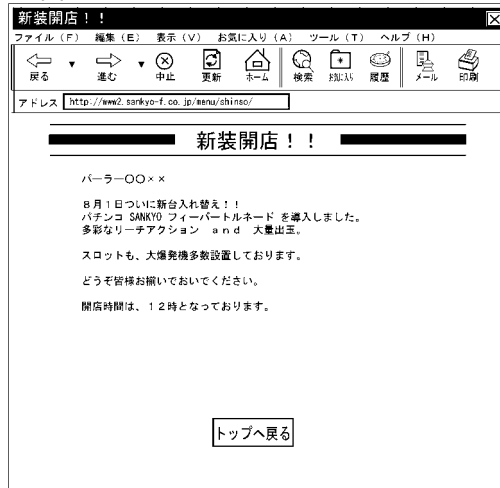 新装開店！！
ファイル（F） 編集（E） 表示（V） お気に入り（A） ツール（T） ヘルプ（H）
戻る 進む 中止 更新 ホーム 検索 お気に入り 履歴 メール 印刷
アドレス http://www2.sankyo-f.co.jp/menu/shinso/
新装開店！！
パーラー○○××
８月１日ついに新台入れ替え！！
パチンコ SANKYO フィーバートルネード を導入しました。
多彩なリーチアクション ａｎｄ 大量出玉。
スロットも、大爆発機多数設置しております。
どうぞ皆様お揃いでおいでください。
開店時間は、１２時となっております。
トップへ戻る